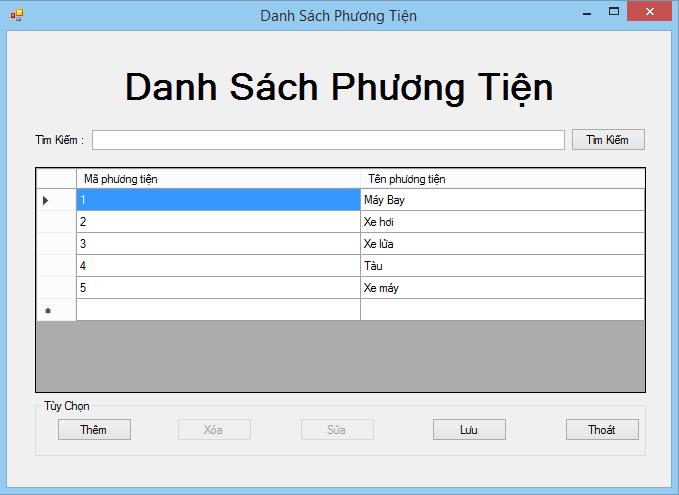 Danh Sách Phương Tiện
Danh Sách Phương Tiện
Tìm Kiếm : Tìm Kiếm
Mã phương tiện Tên phương tiện
1 Máy Bay
2 Xe hơi
3 Xe lửa
4 Tàu
5 Xe máy
Tùy Chọn
Thêm Xóa Sửa Lưu Thoát